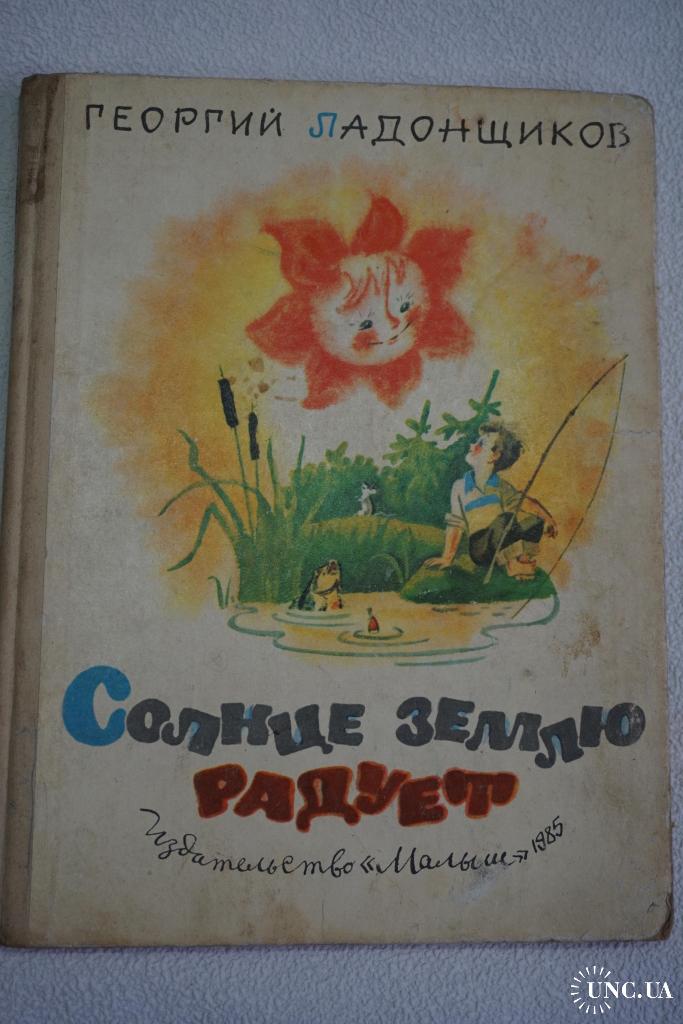 ГЕОРГИЙ ЛАДОНЩИКОВ
СОЛНЦЕ ЗЕМЛЮ
РАДУЕТ
Издательство «Малыш» 1985
UNC.UA